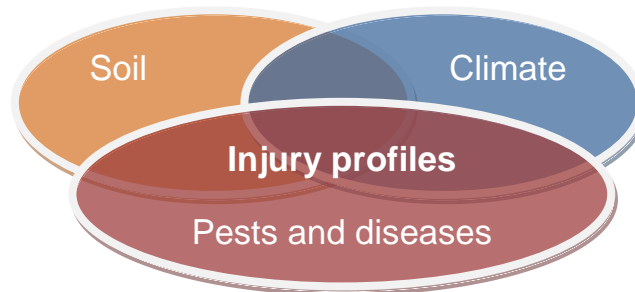 Soil
Climate
Injury profiles
Pests and diseases